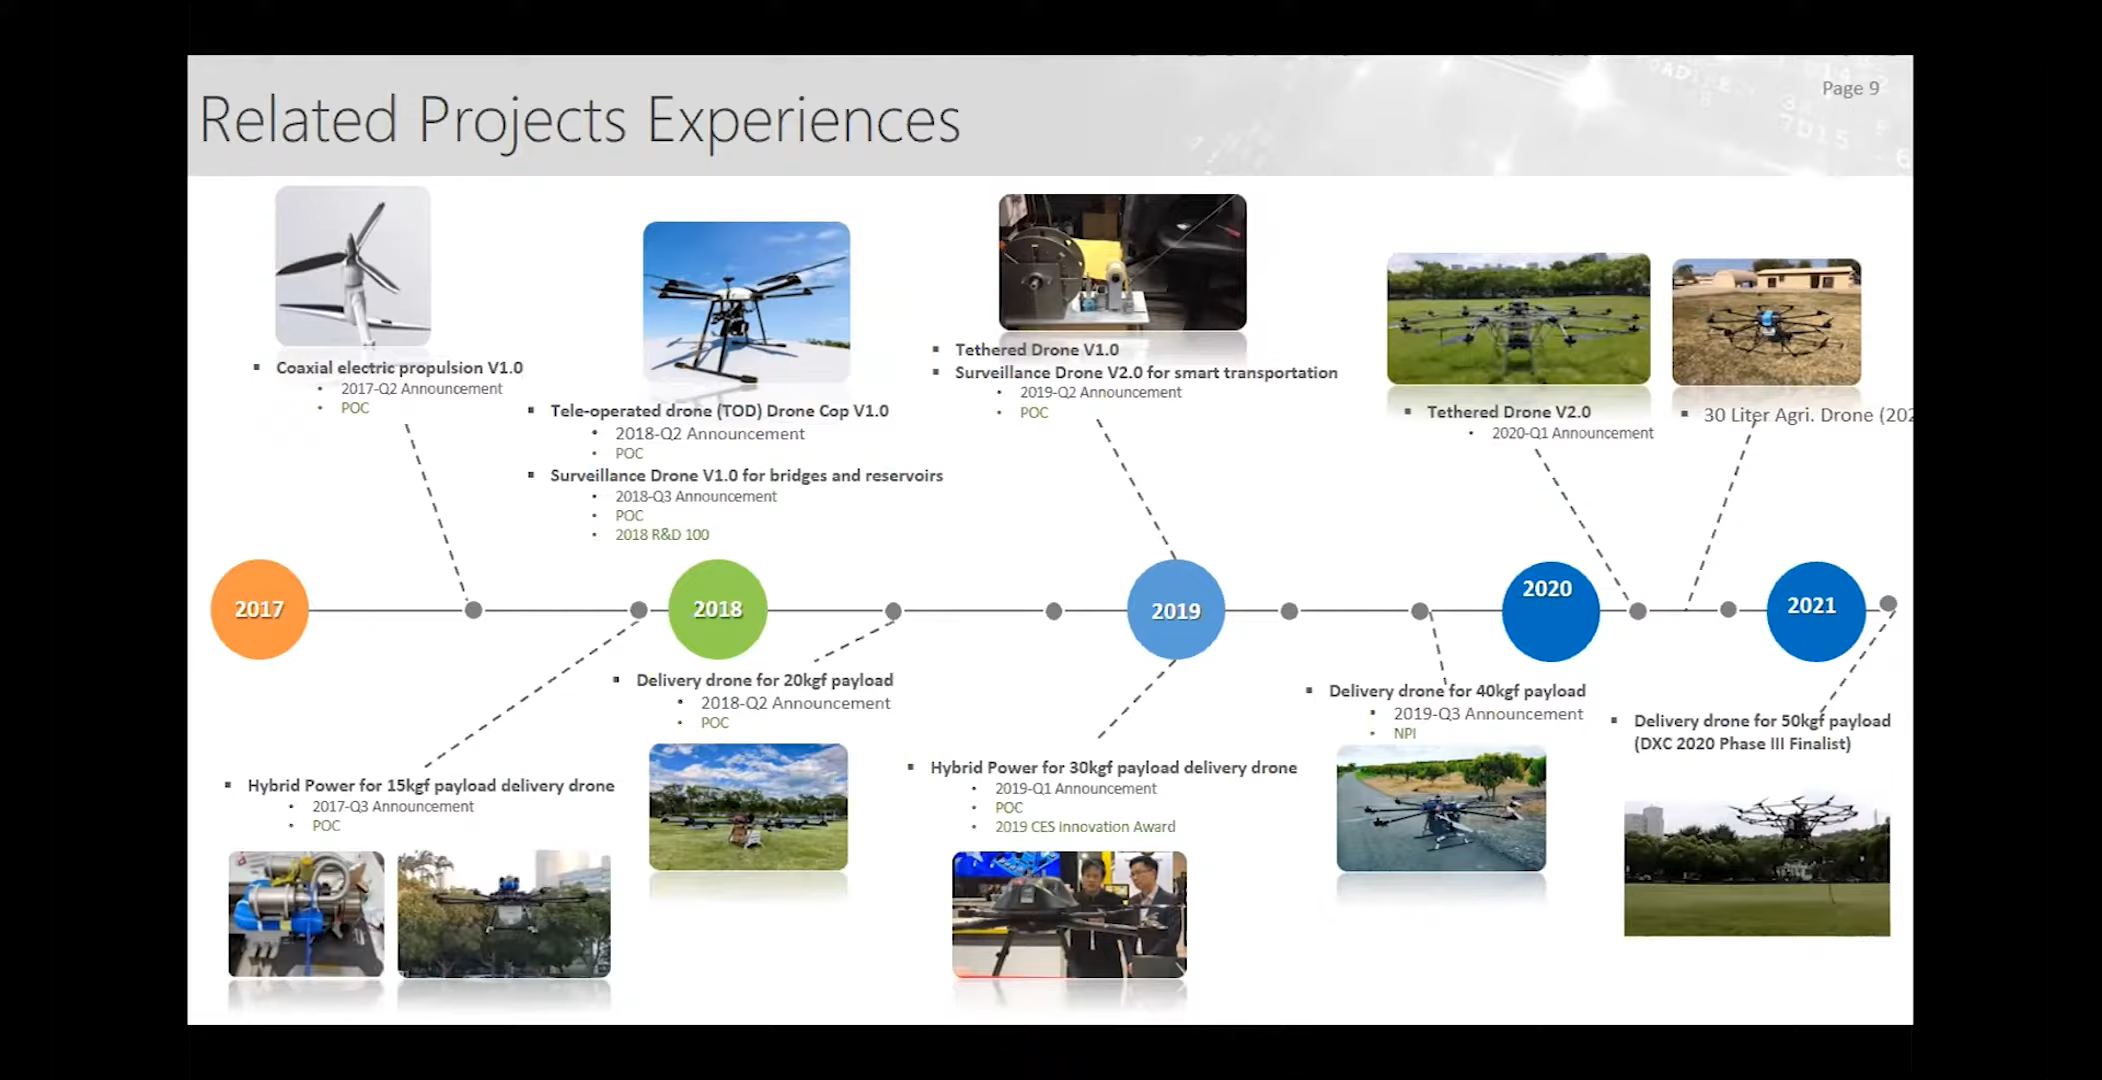 Page 9
Related Projects Experiences
Coaxial electric propulsion V1.0
2017-Q2 Announcement
POC
Tele-operated drone (TOD) Drone Cop V1.0
2018-Q2 Announcement
POC
Surveillance Drone V1.0 for bridges and reservoirs
2018-Q3 Announcement
POC
2018 R&D 100
Tethered Drone V1.0
Surveillance Drone V2.0 for smart transportation
2019-Q2 Announcement
POC
Tethered Drone V2.0
2020-Q1 Announcement
30 Liter Agri. Drone (202
2017
2018
2019
2020
2021
Hybrid Power for 15kgf payload delivery drone
2017-Q3 Announcement
POC
Delivery drone for 20kgf payload
2018-Q2 Announcement
POC
Hybrid Power for 30kgf payload delivery drone
2019-Q1 Announcement
POC
2019 CES Innovation Award
Delivery drone for 40kgf payload
2019-Q3 Announcement
NPI
Delivery drone for 50kgf payload
(DXC 2020 Phase III Finalist)